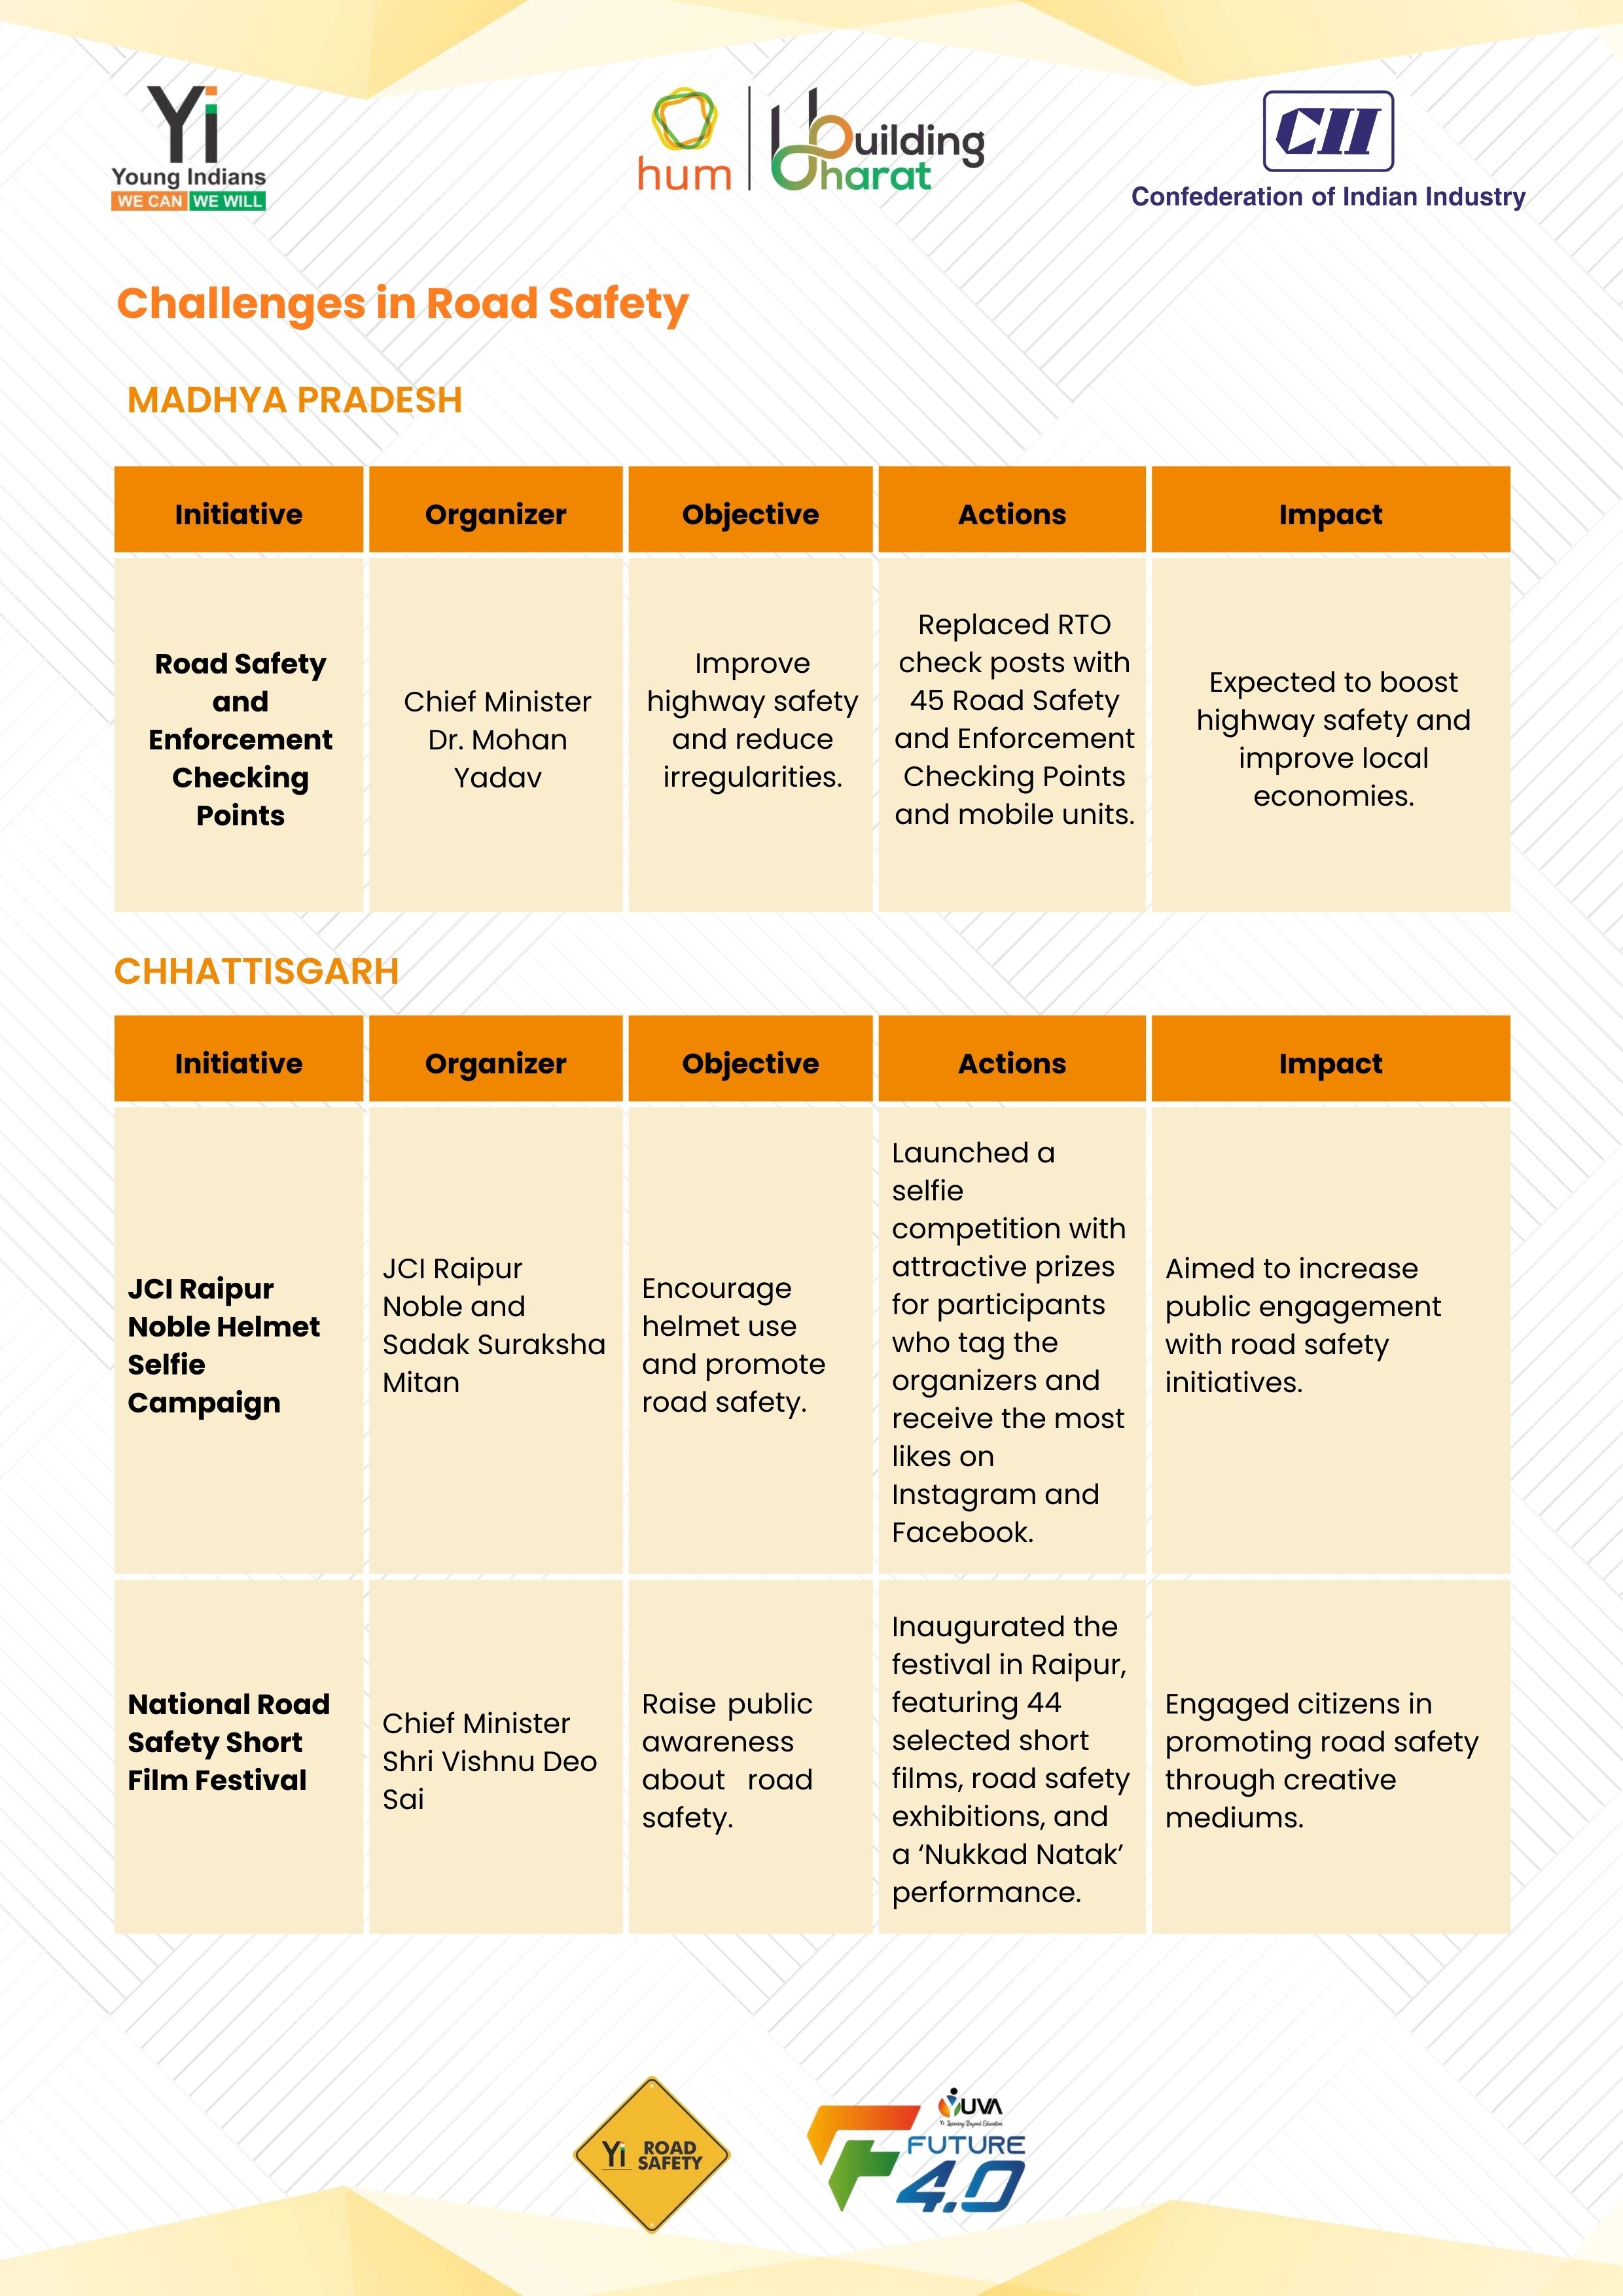 Yi
Young Indians
WE CAN WE WILL
hum
Building
Bharat
CII
Confederation of Indian Industry
Challenges in Road Safety
MADHYA PRADESH
Initiative
Organizer
Objective
Actions
Impact
Road Safety
and
Enforcement
Checking
Points
Chief Minister
Dr. Mohan
Yadav
Improve
highway safety
and reduce
irregularities.
Replaced RTO
check posts with
45 Road Safety
and Enforcement
Checking Points
and mobile units.
Expected to boost
highway safety and
improve local
economies.
CHHATTISGARH
Initiative
Organizer
Objective
Actions
Impact
JCI Raipur
Noble Helmet
Selfie
Campaign
JCI Raipur
Noble and
Sadak Suraksha
Mitan
Encourage
helmet use
and promote
road safety.
Launched a
selfie
competition with
attractive prizes
for participants
who tag the
organizers and
receive the most
likes on
Instagram and
Facebook.
Aimed to increase
public engagement
with road safety
initiatives.
National Road
Safety Short
Film Festival
Chief Minister
Shri Vishnu Deo
Sai
Raise public
awareness
about road
safety.
Inaugurated the
festival in Raipur,
featuring 44
selected short
films, road safety
exhibitions, and
a ‘Nukkad Natak’
performance.
Engaged citizens in
promoting road safety
through creative
mediums.
Yi ROAD
SAFETY
YUVA
Yi Learning Beyond Education
FUTURE
4.0